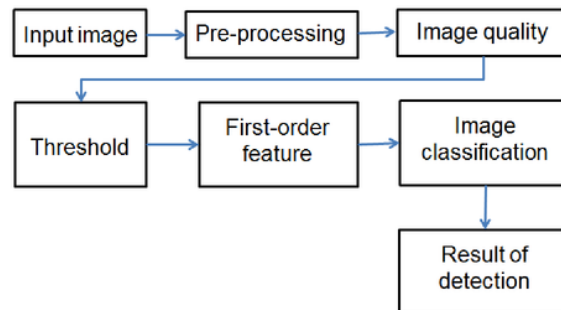 Input image
Pre-processing
Image quality
Threshold
First-order
feature
Image
classification
Result of
detection